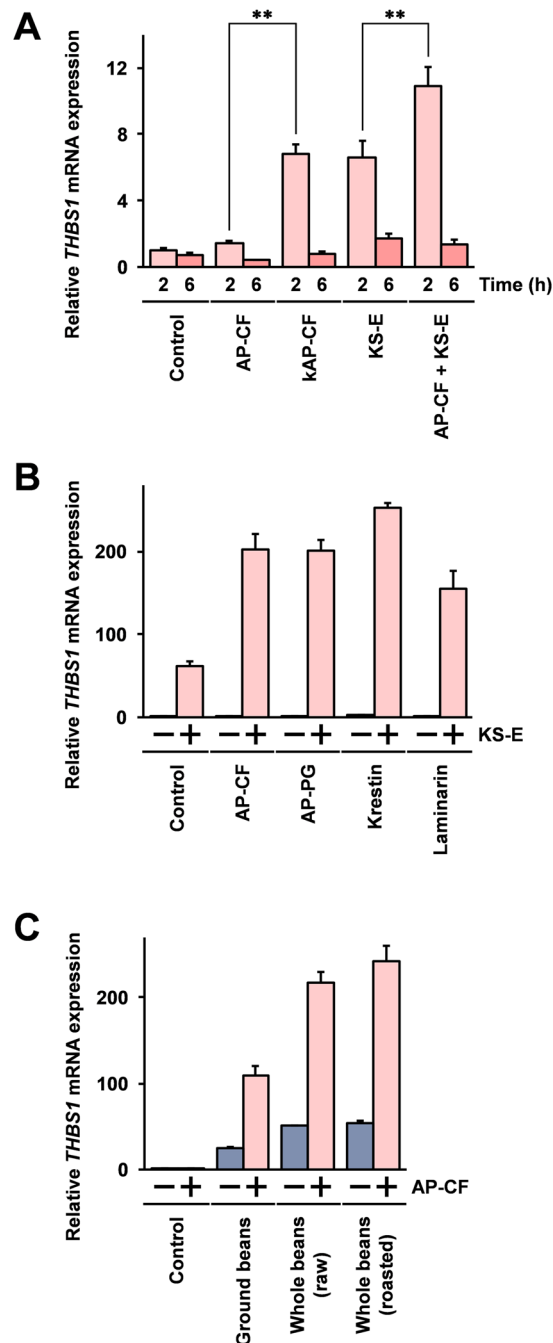 A
Relative THBS1 mRNA expression
12
8
4
0
** **
2 6 2 6 2 6 2 6 2 6 Time (h)
Control
AP-CF
kAP-CF
KS-E
AP-CF + KS-E
B
Relative THBS1 mRNA expression
200
100
0
− + − + − + − + − + KS-E
Control
AP-CF
AP-PG
Krestin
Laminarin
C
Relative THBS1 mRNA expression
200
100
0
− + − + − + − + AP-CF
Control
Ground beans
Whole beans
(raw)
Whole beans
(roasted)